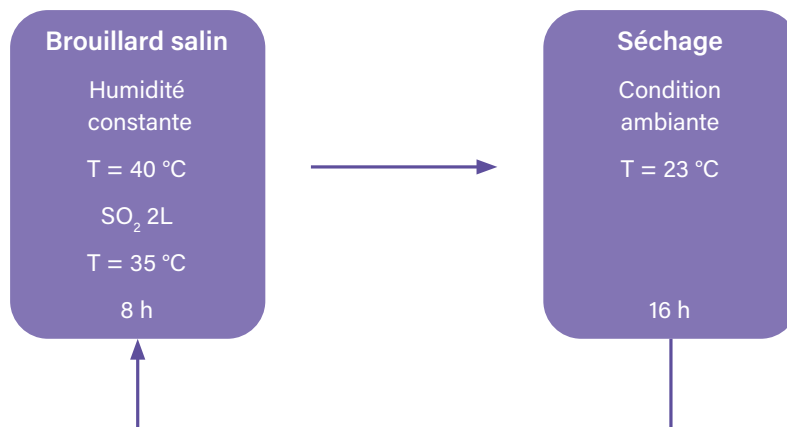 Brouillard salin
Humidité
constante
T = 40 °C
SO₂ 2L
T = 35 °C
8 h
Séchage
Condition
ambiante
T = 23 °C
16 h